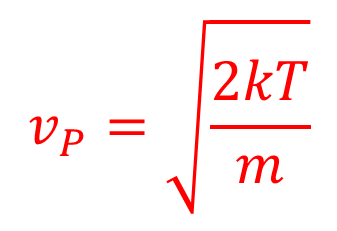 v_P = √(2kT/m)